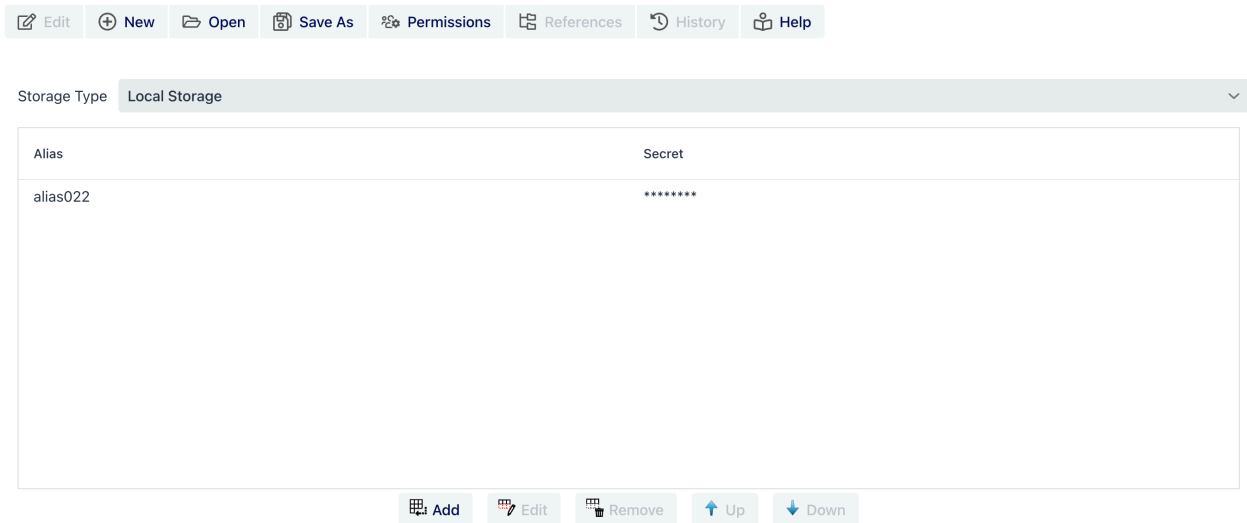 Edit New Open Save As Permissions References History Help
Storage Type Local Storage
Alias Secret
alias022 ********
Add Edit Remove Up Down